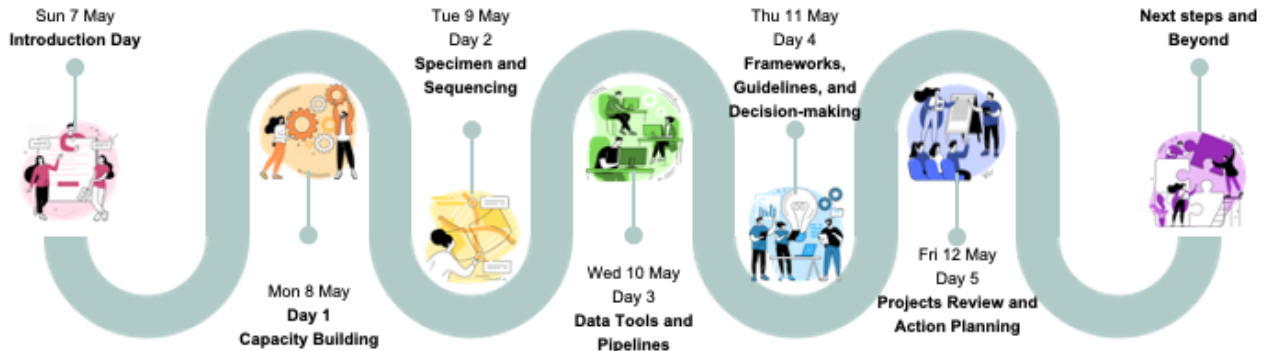 Sun 7 May
Introduction Day
Mon 8 May
Day 1
Capacity Building
Tue 9 May
Day 2
Specimen and
Sequencing
Wed 10 May
Day 3
Data Tools and
Pipelines
Thu 11 May
Day 4
Frameworks,
Guidelines, and
Decision-making
Fri 12 May
Day 5
Projects Review and
Action Planning
Next steps and
Beyond